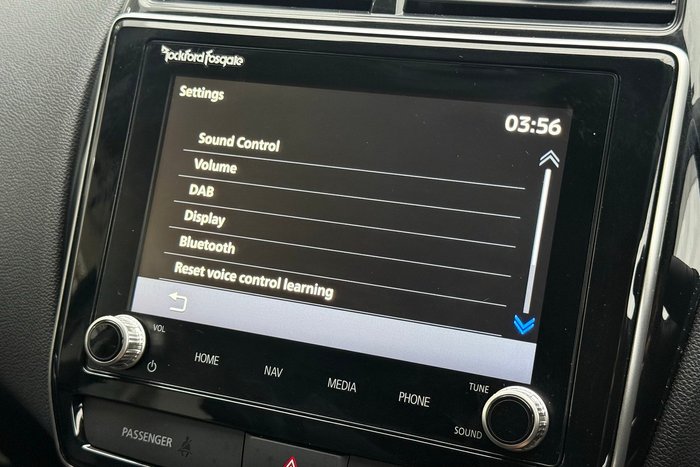 Rockford Fosgate
Settings
03:56
Sound Control
Volume
DAB
Display
Bluetooth
Reset voice control learning
VOL
HOME
NAV
MEDIA
PHONE
TUNE
SOUND
PASSENGER